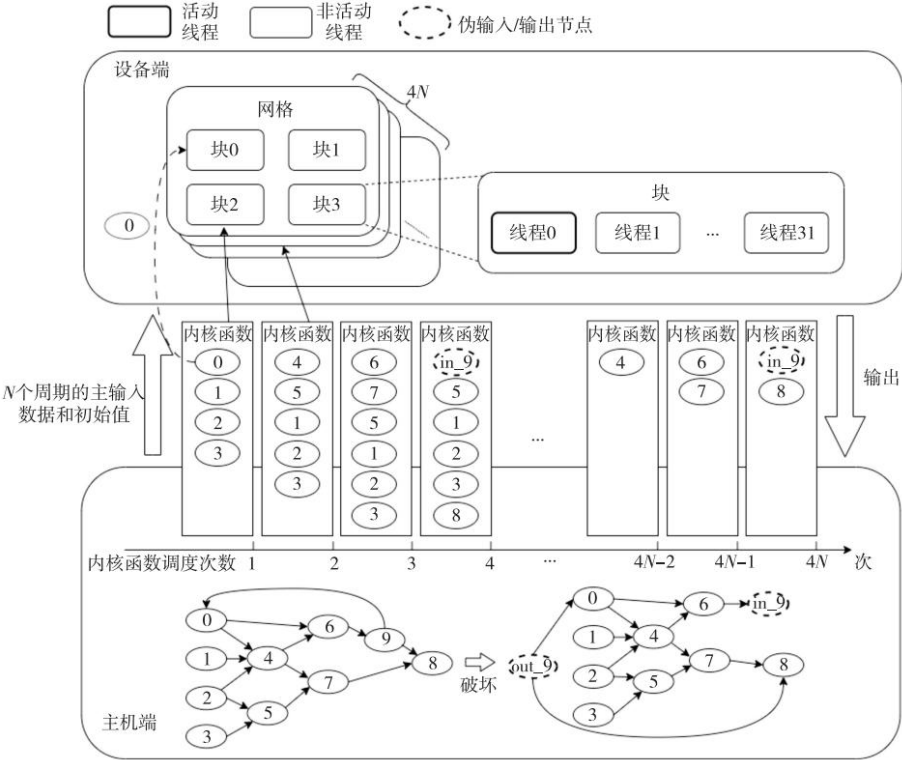 活动
线程
非活动
线程
伪输入/输出节点
设备端
4N
网格
块0
块1
块2
块3
0
块
线程0
线程1
...
线程31
内核函数
内核函数
内核函数
内核函数
内核函数
内核函数
内核函数
0
4
6
in_9
4
6
in_9
1
5
7
5
7
8
2
1
5
1
3
2
1
2
3
2
3
3
8
...
N个周期的主输入
数据和初始值
输出
内核函数调度次数
1
2
3
4
...
4N-2
4N-1
4N
次
0
6
9
1
4
8
2
7
5
3
破坏
out_9
0
6
in_9
1
4
7
8
2
5
3
主机端